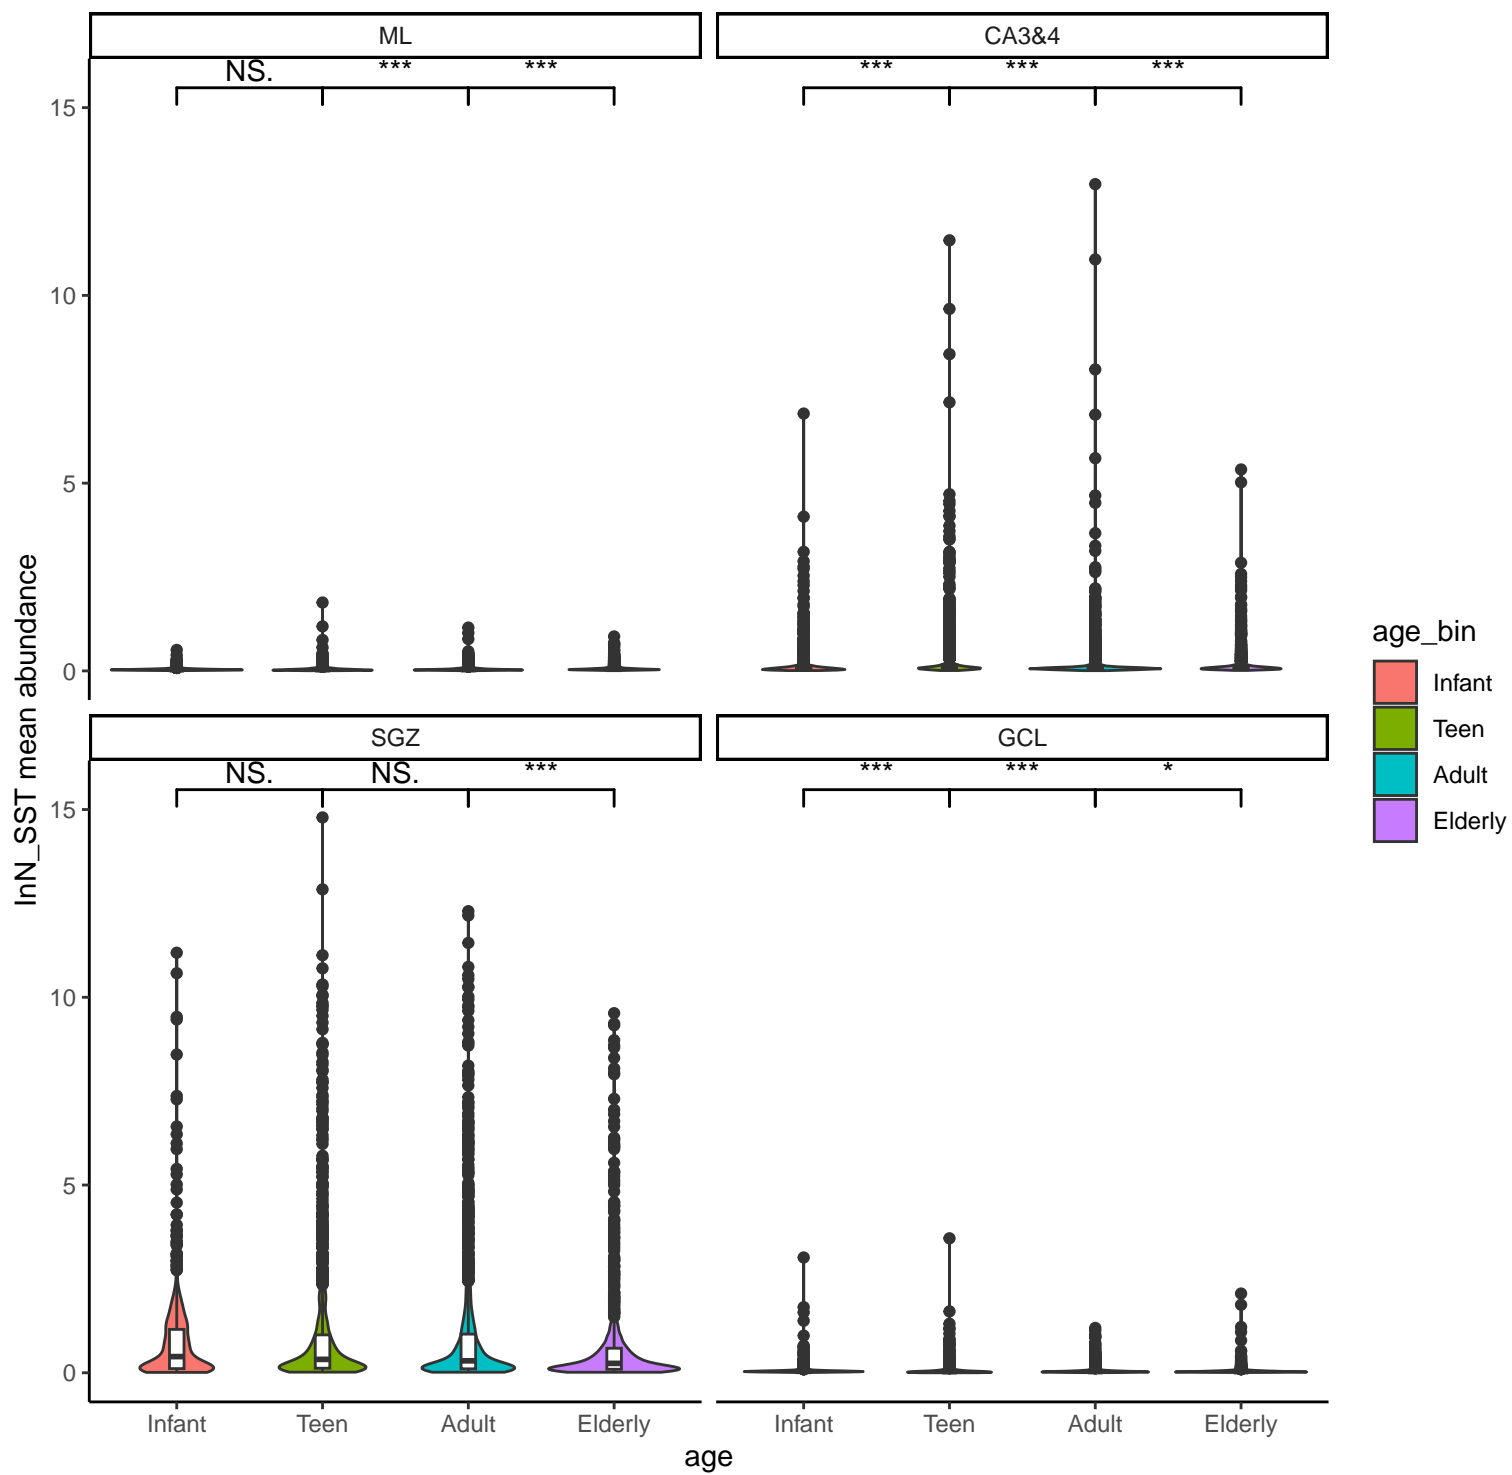 ML
CA3&4
NS. *** ***
*** *** ***
15
10
5
0
SGZ
GCL
NS. NS. ***
*** *** *
15
10
5
0
Infant Teen Adult Elderly
Infant Teen Adult Elderly
age
InN_SST mean abundance
age_bin
Infant
Teen
Adult
Elderly